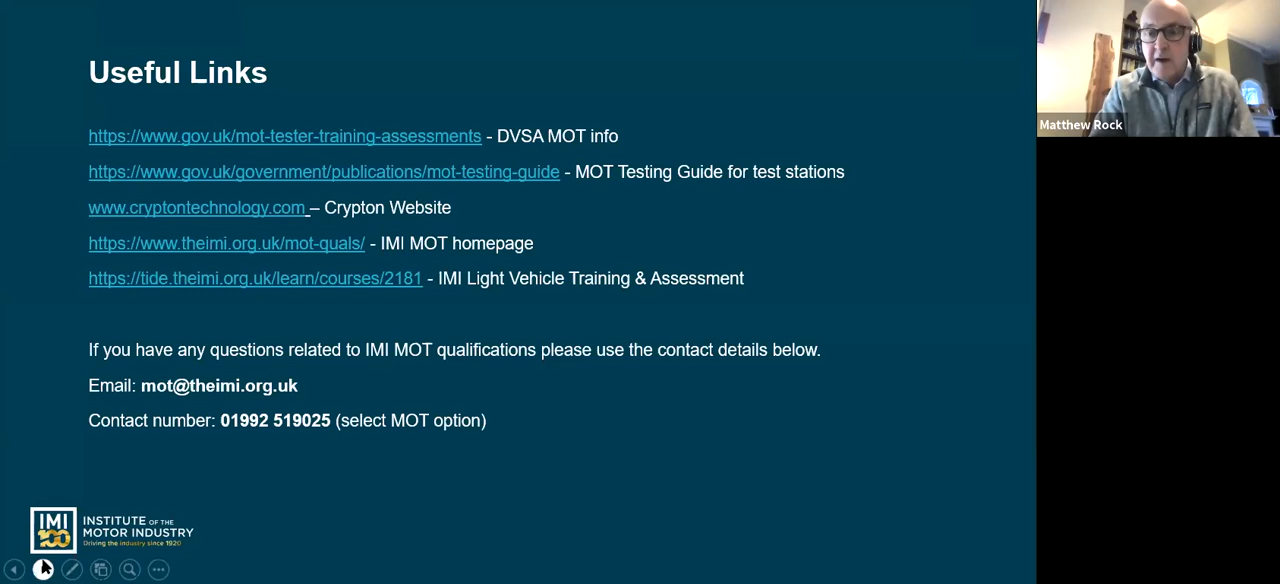 Useful Links
https://www.gov.uk/mot-tester-training-assessments - DVSA MOT info
https://www.gov.uk/government/publications/mot-testing-guide - MOT Testing Guide for test stations
www.cryptontechnology.com – Crypton Website
https://www.theimi.org.uk/mot-quals/ - IMI MOT homepage
https://tide.theimi.org.uk/learn/courses/2181 - IMI Light Vehicle Training & Assessment
If you have any questions related to IMI MOT qualifications please use the contact details below.
Email: mot@theimi.org.uk
Contact number: 01992 519025 (select MOT option)
IMI
100
INSTITUTE OF THE
MOTOR INDUSTRY
Driving the industry since 1920
Matthew Rock